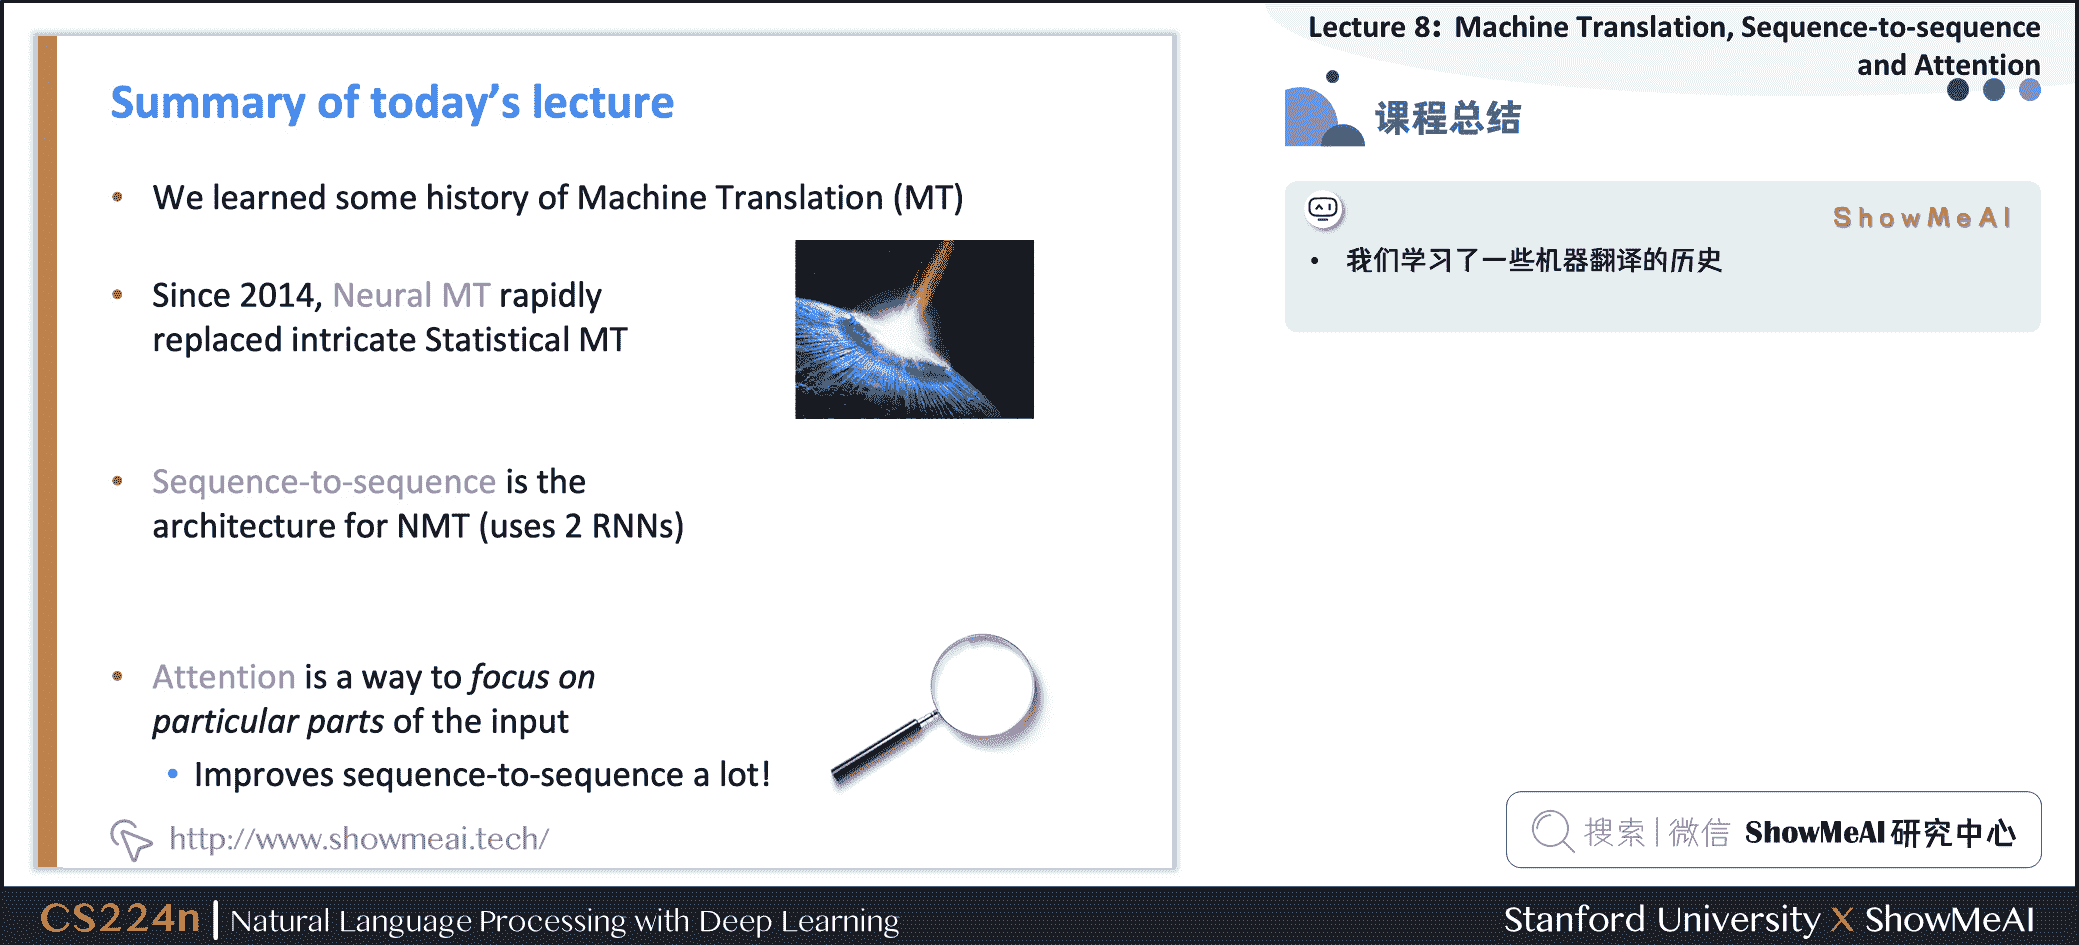 Lecture 8: Machine Translation, Sequence-to-sequence
and Attention
Summary of today's lecture
• We learned some history of Machine Translation (MT)
• Since 2014, Neural MT rapidly
replaced intricate Statistical MT
• Sequence-to-sequence is the
architecture for NMT (uses 2 RNNs)
• Attention is a way to focus on
particular parts of the input
• Improves sequence-to-sequence a lot!
http://www.showmeai.tech/
课程总结
ShowMeAI
• 我们学习了一些机器翻译的历史
搜索 | 微信 ShowMeAI 研究中心
CS224n | Natural Language Processing with Deep Learning
Stanford University X ShowMeAI